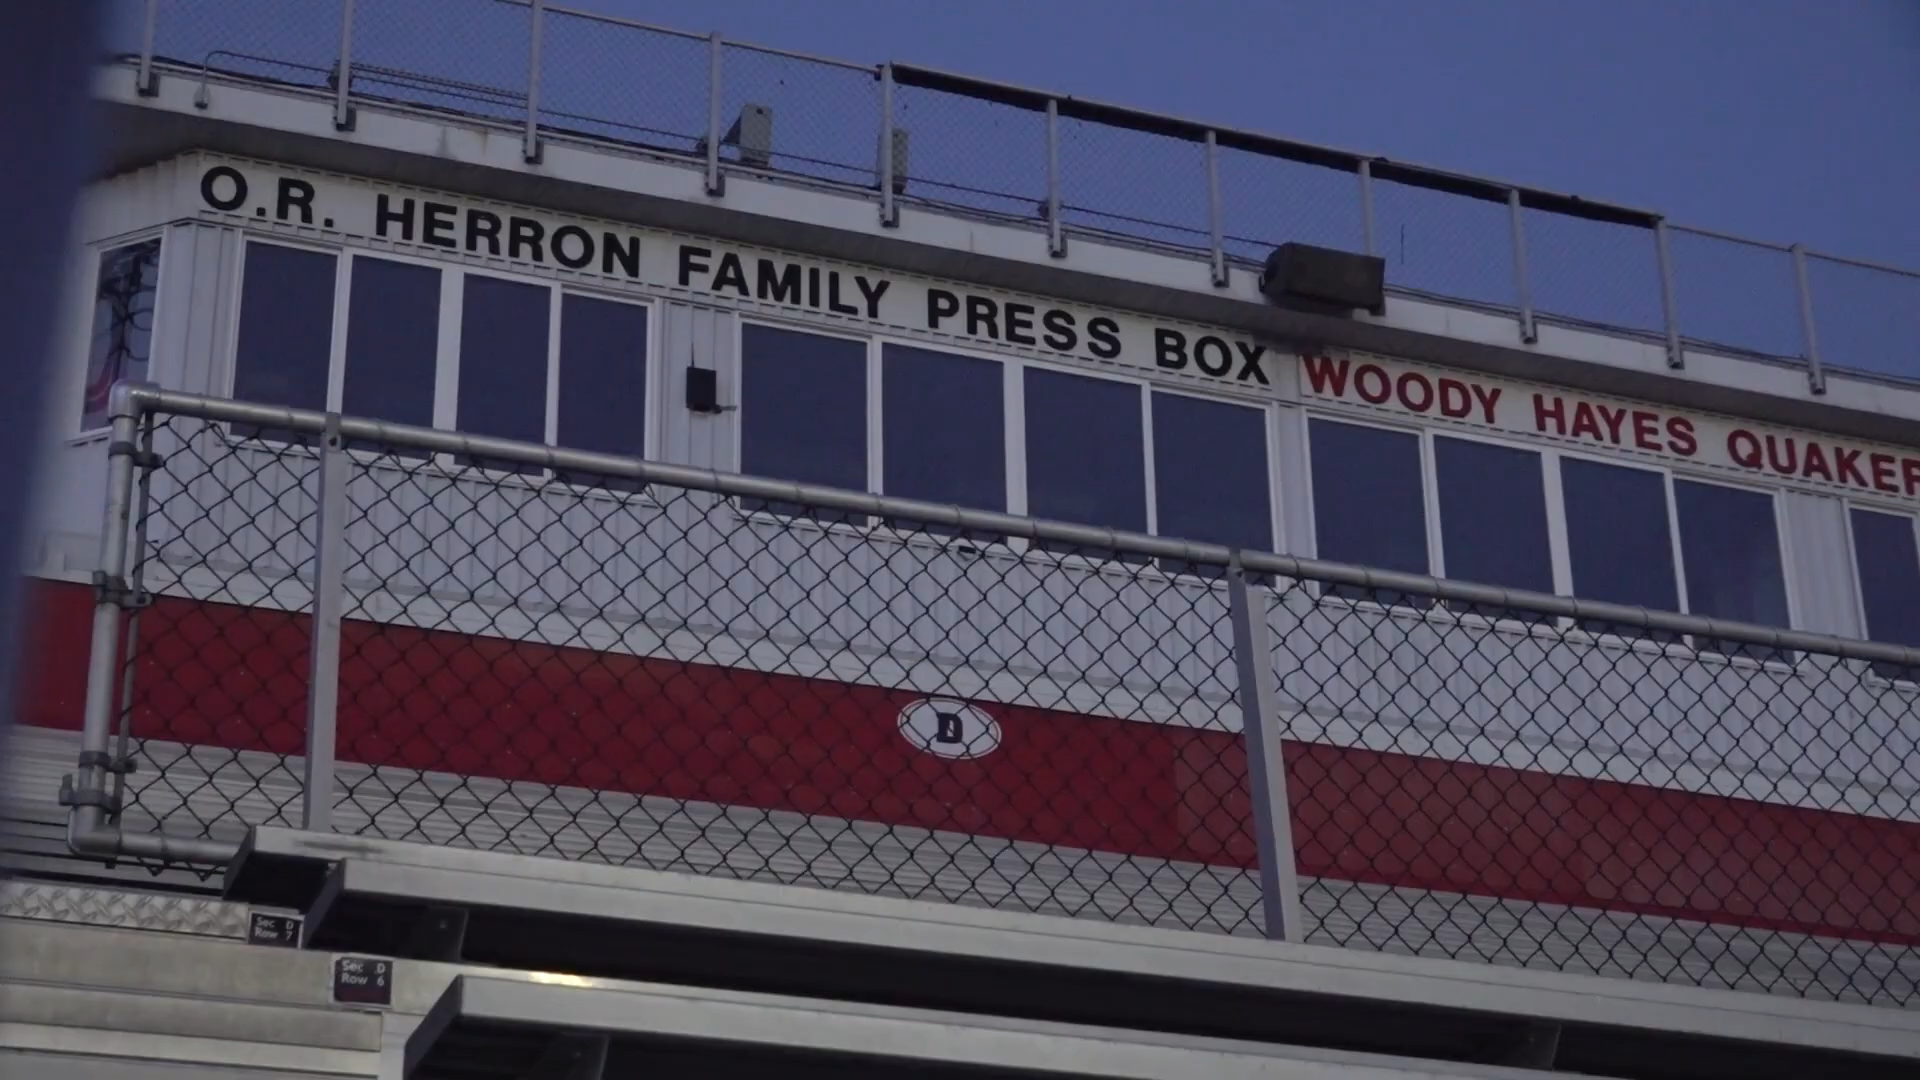 O.R. HERRON FAMILY PRESS BOX
WOODY HAYES QUAKER
D
Sec D
Row 7
Sec D
Row 6